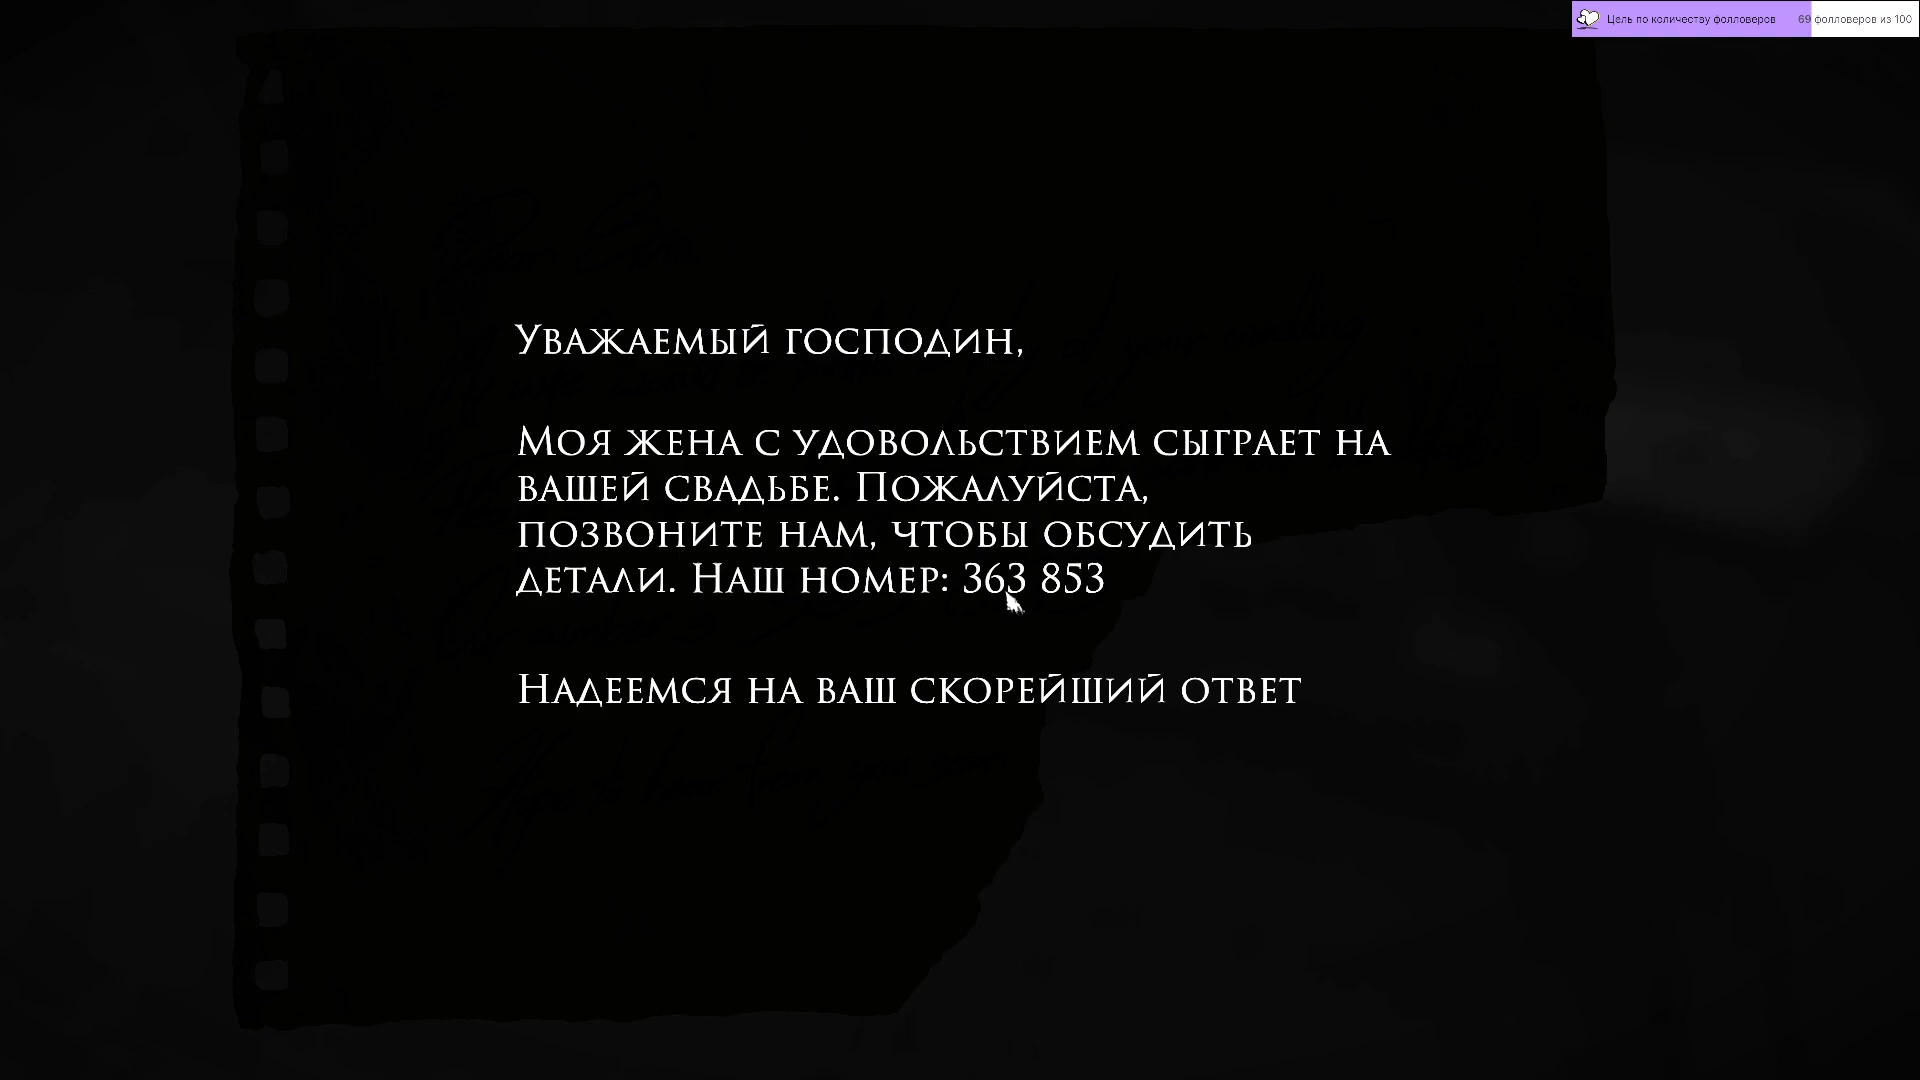 Цель по количеству фолловеров 69 фолловеров из 100
Уважаемый господин,
Моя жена с удовольствием сыграет на
вашей свадьбе. Пожалуйста,
позвоните нам, чтобы обсудить
детали. Наш номер: 363 853
Надеемся на ваш скорейший ответ